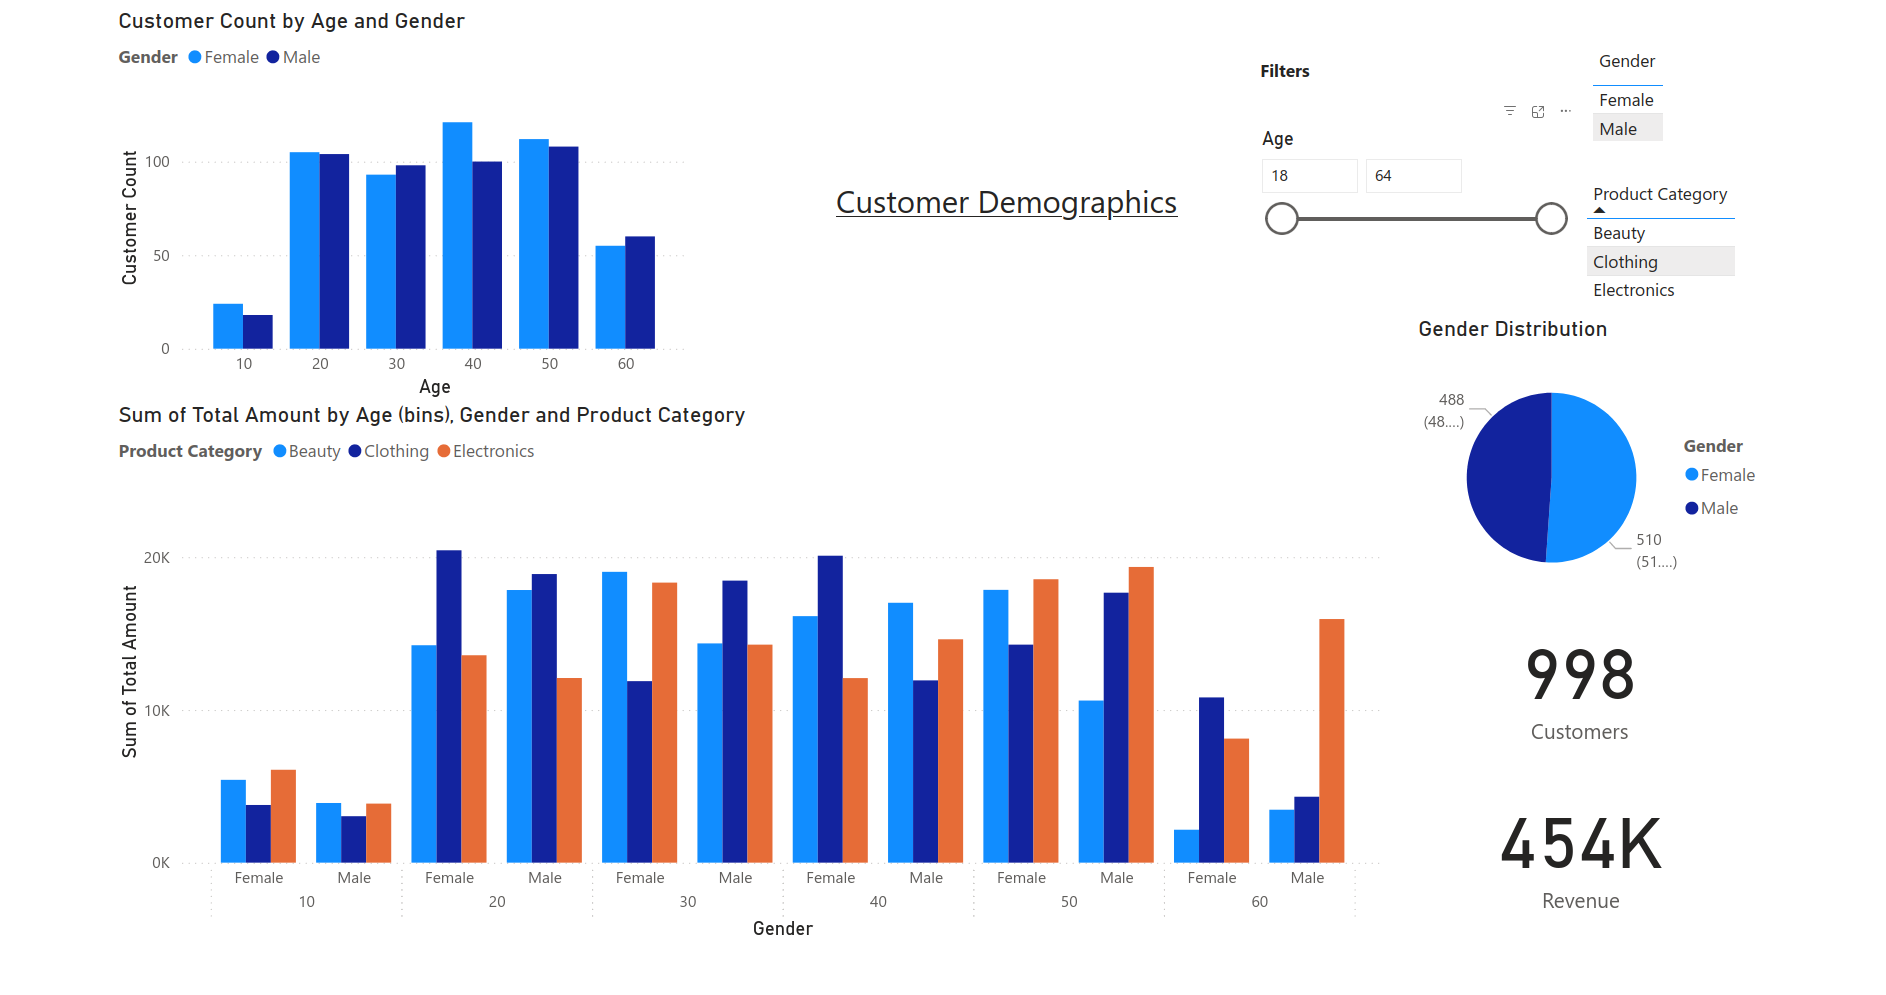 Customer Count by Age and Gender
Gender Female Male
Customer Count
100
50
0
10 20 30 40 50 60
Age
Customer Demographics
Filters
Age
18 64
Gender
Female
Male
Product Category
Beauty
Clothing
Electronics
Sum of Total Amount by Age (bins), Gender and Product Category
Product Category Beauty Clothing Electronics
Sum of Total Amount
20K
10K
0K
Female Male Female Male Female Male Female Male Female Male Female Male
10 20 30 40 50 60
Gender
Gender Distribution
488
(48....)
510
(51....)
Gender
Female
Male
998
Customers
454K
Revenue